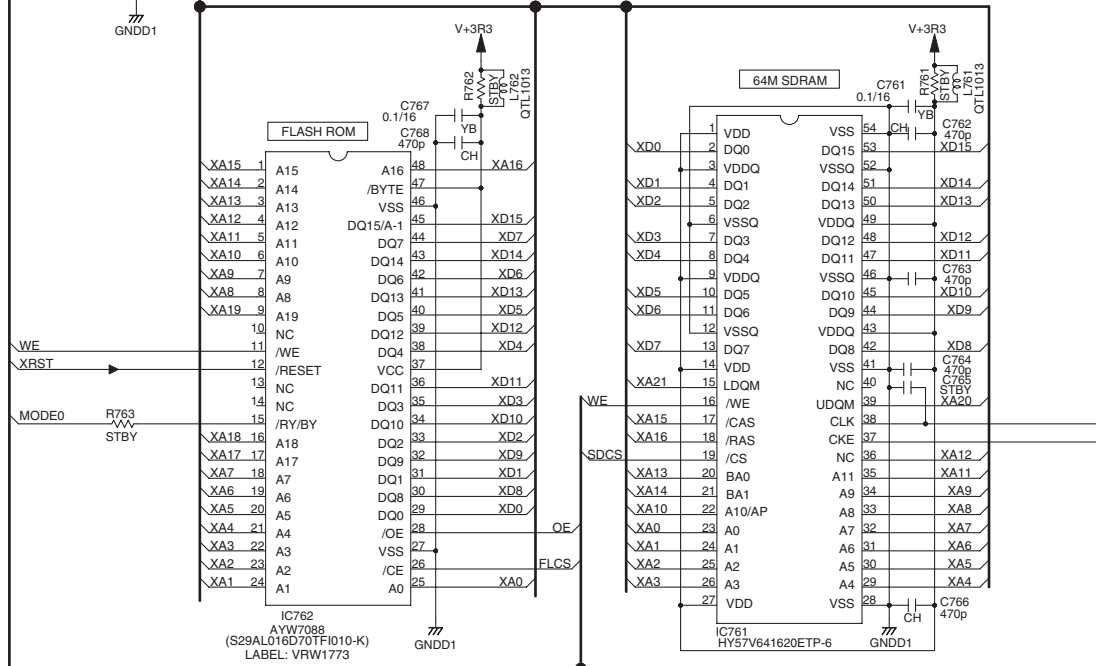 GNDD1
V+3R3
R762
STBY
L762
QTL1013
C767
0.1/16
YB
C768
470p
CH
FLASH ROM
XA15 1 A15 A16 48 XA16
XA14 2 A14 /BYTE 47
XA13 3 A13 VSS 46
XA12 4 A12 DQ15/A-1 45 XD15
XA11 5 A11 DQ7 44 XD7
XA10 6 A10 DQ14 43 XD14
XA9 7 A9 DQ6 42 XD6
XA8 8 A8 DQ13 41 XD13
XA19 9 A19 DQ5 40 XD5
10 NC DQ12 39 XD12
WE 11 /WE DQ4 38 XD4
XRST 12 /RESET VCC 37
13 NC DQ11 36 XD11
14 NC DQ3 35 XD3
MODE0 R763 STBY 15 /RY/BY DQ10 34 XD10
XA18 16 A18 DQ2 33 XD2
XA17 17 A17 DQ9 32 XD9
XA7 18 A7 DQ1 31 XD1
XA6 19 A6 DQ8 30 XD8
XA5 20 A5 DQ0 29 XD0
XA4 21 A4 /OE 28 OE
XA3 22 A3 VSS 27
XA2 23 A2 /CE 26 FLCS
XA1 24 A1 A0 25 XA0
IC762
AYW7088
(S29AL016D70TFI010-K)
LABEL: VRW1773
GNDD1
V+3R3
R761
STBY
L761
QTL1013
64M SDRAM
C761
0.1/16
YB
CH
C762
470p
1 VDD VSS 54
XD0 2 DQ0 DQ15 53 XD15
3 VDDQ VSSQ 52
XD1 4 DQ1 DQ14 51 XD14
XD2 5 DQ2 DQ13 50 XD13
6 VSSQ VDDQ 49
XD3 7 DQ3 DQ12 48 XD12
XD4 8 DQ4 DQ11 47 XD11
9 VDDQ VSSQ 46 C763 470p
XD5 10 DQ5 DQ10 45 XD10
XD6 11 DQ6 DQ9 44 XD9
12 VSSQ VDDQ 43
XD7 13 DQ7 DQ8 42 XD8
14 VDD VSS 41 C764 470p
XA21 15 LDQM NC 40 C765 STBY
WE 16 /WE UDQM 39 XA20
XA15 17 /CAS CLK 38
XA16 18 /RAS CKE 37
SDCS 19 /CS NC 36 XA12
XA13 20 BA0 A11 35 XA11
XA14 21 BA1 A9 34 XA9
XA10 22 A10/AP A8 33 XA8
XA0 23 A0 A7 32 XA7
XA1 24 A1 A6 31 XA6
XA2 25 A2 A5 30 XA5
XA3 26 A3 A4 29 XA4
27 VDD VSS 28 CH C766 470p
IC761
HY57V641620ETP-6
GNDD1